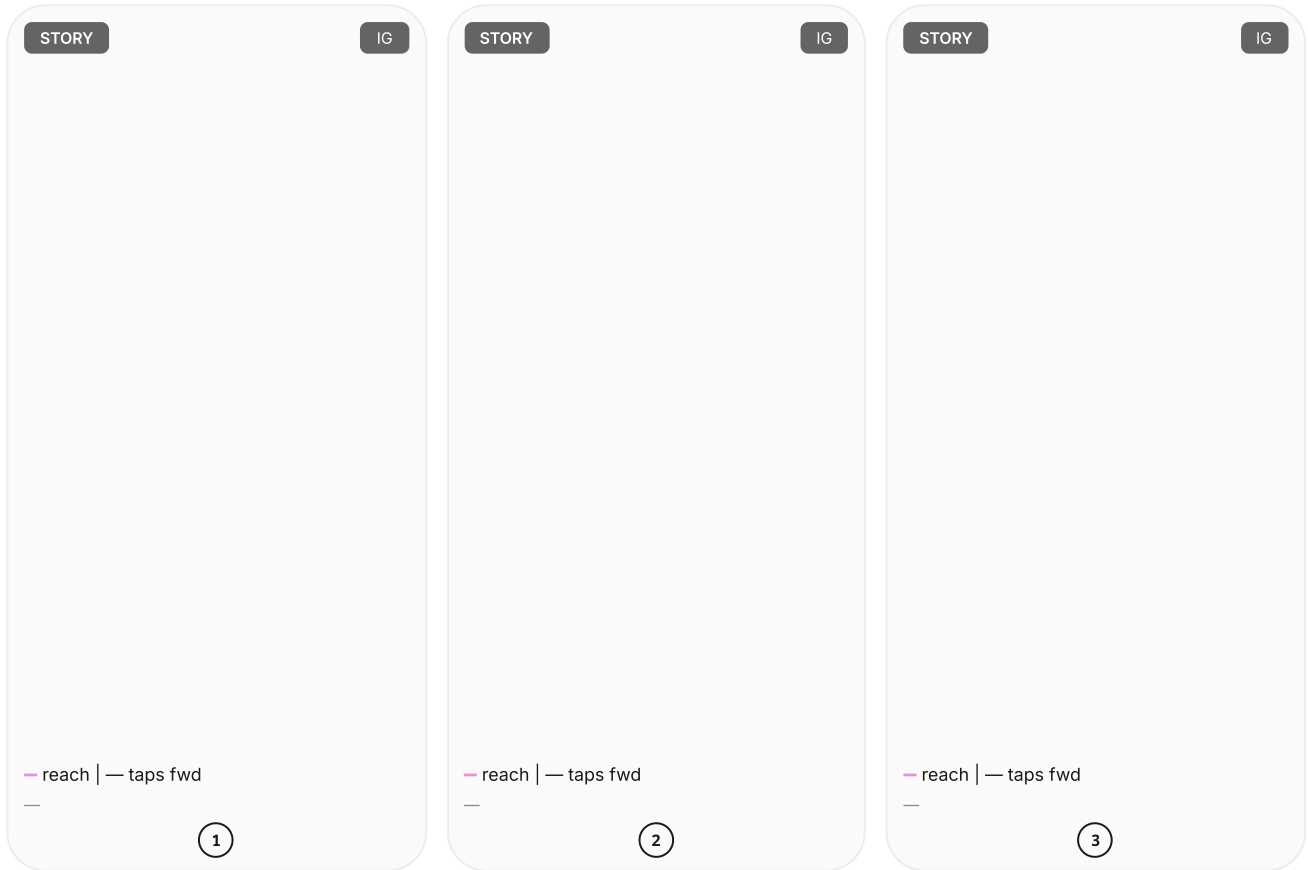 STORY IG
— reach | — taps fwd
—
1
STORY IG
— reach | — taps fwd
—
2
STORY IG
— reach | — taps fwd
—
3